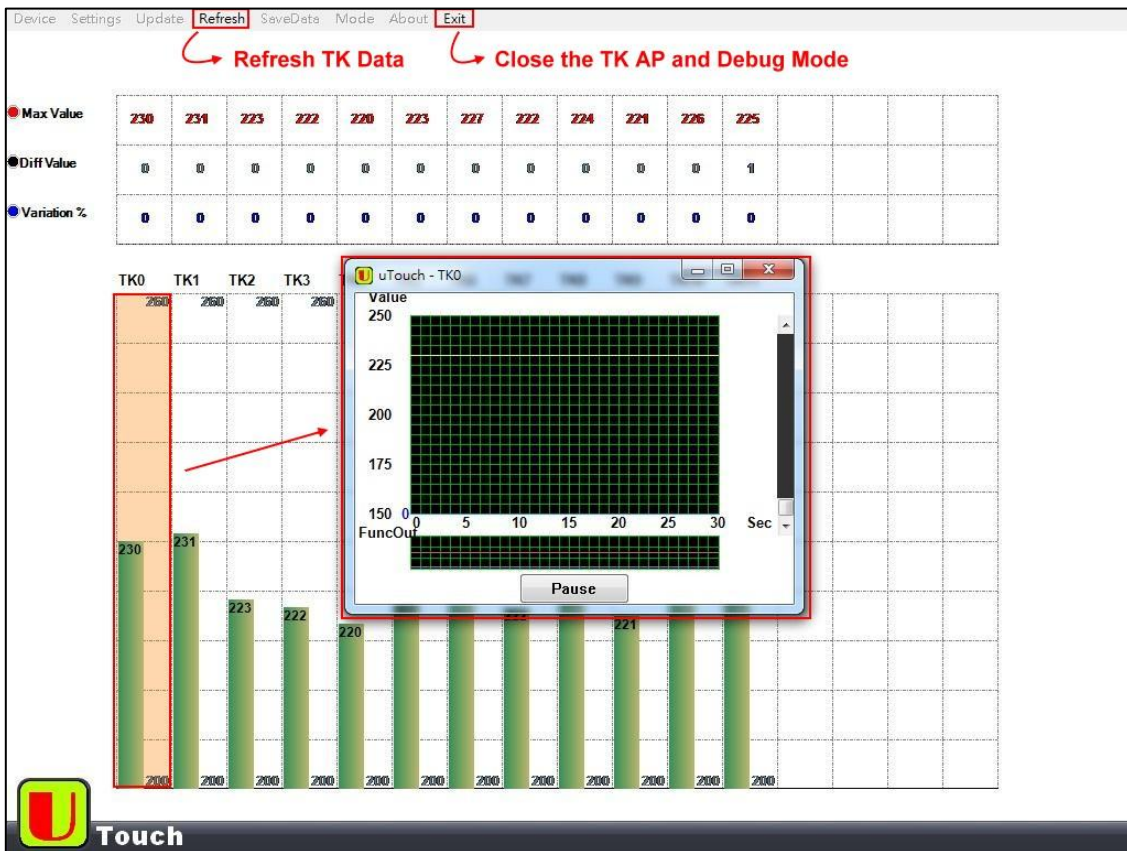 Device Settings Update Refresh SaveData Mode About Exit
Refresh TK Data Close the TK AP and Debug Mode
Max Value 230 231 223 222 220 223 227 222 224 221 226 225
Diff Value 0 0 0 0 0 0 0 0 0 0 0 1
Variation % 0 0 0 0 0 0 0 0 0 0 0 0
TK0 TK1 TK2 TK3
260 260 260 260
uTouch - TK0
Value
250
225
200
175
150 0
0 5 10 15 20 25 30 Sec
FuncOut
Pause
230 231 223 222 220 221
200 200 200 200 200 200 200 200 200 200 200 200
U Touch